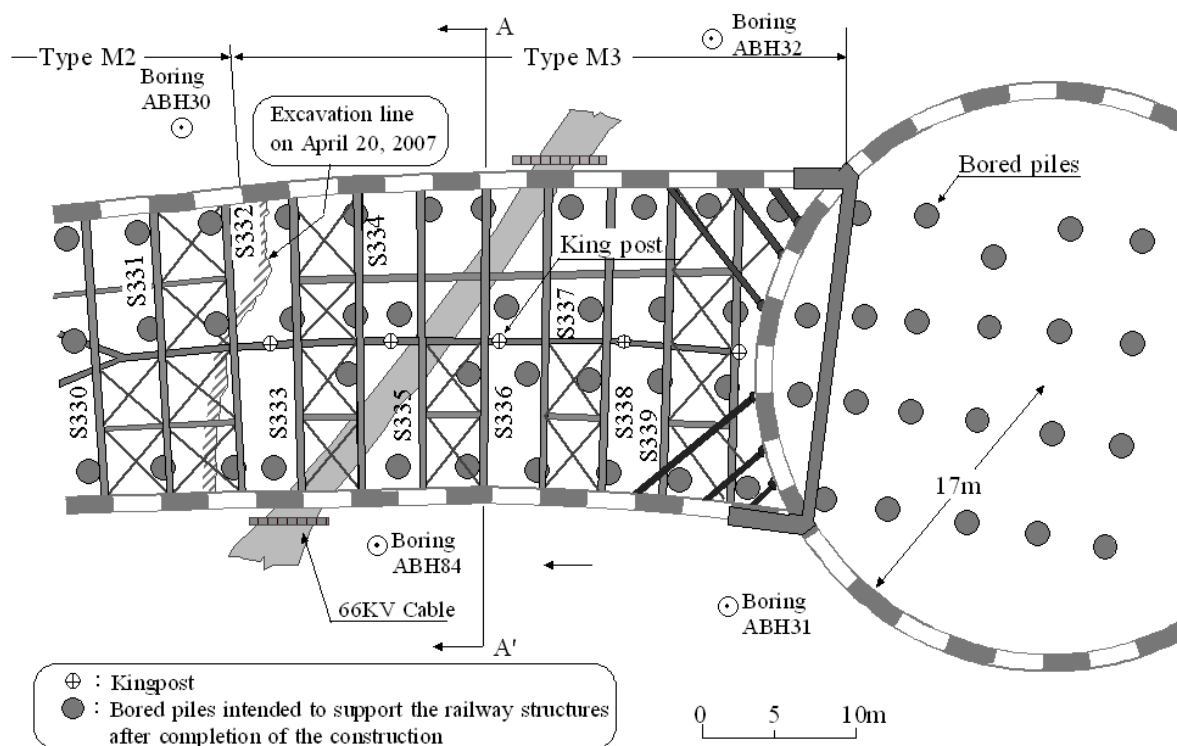 A
Boring
ABH32
Type M2
Type M3
Boring
ABH30
Excavation line
on April 20, 2007
Bored piles
S331
S332
S334
King post
S337
S330
S333
S335
S336
S338
S339
17m
Boring
ABH84
Boring
ABH31
66KV Cable
A'
: Kingpost
: Bored piles intended to support the railway structures
after completion of the construction
0 5 10m